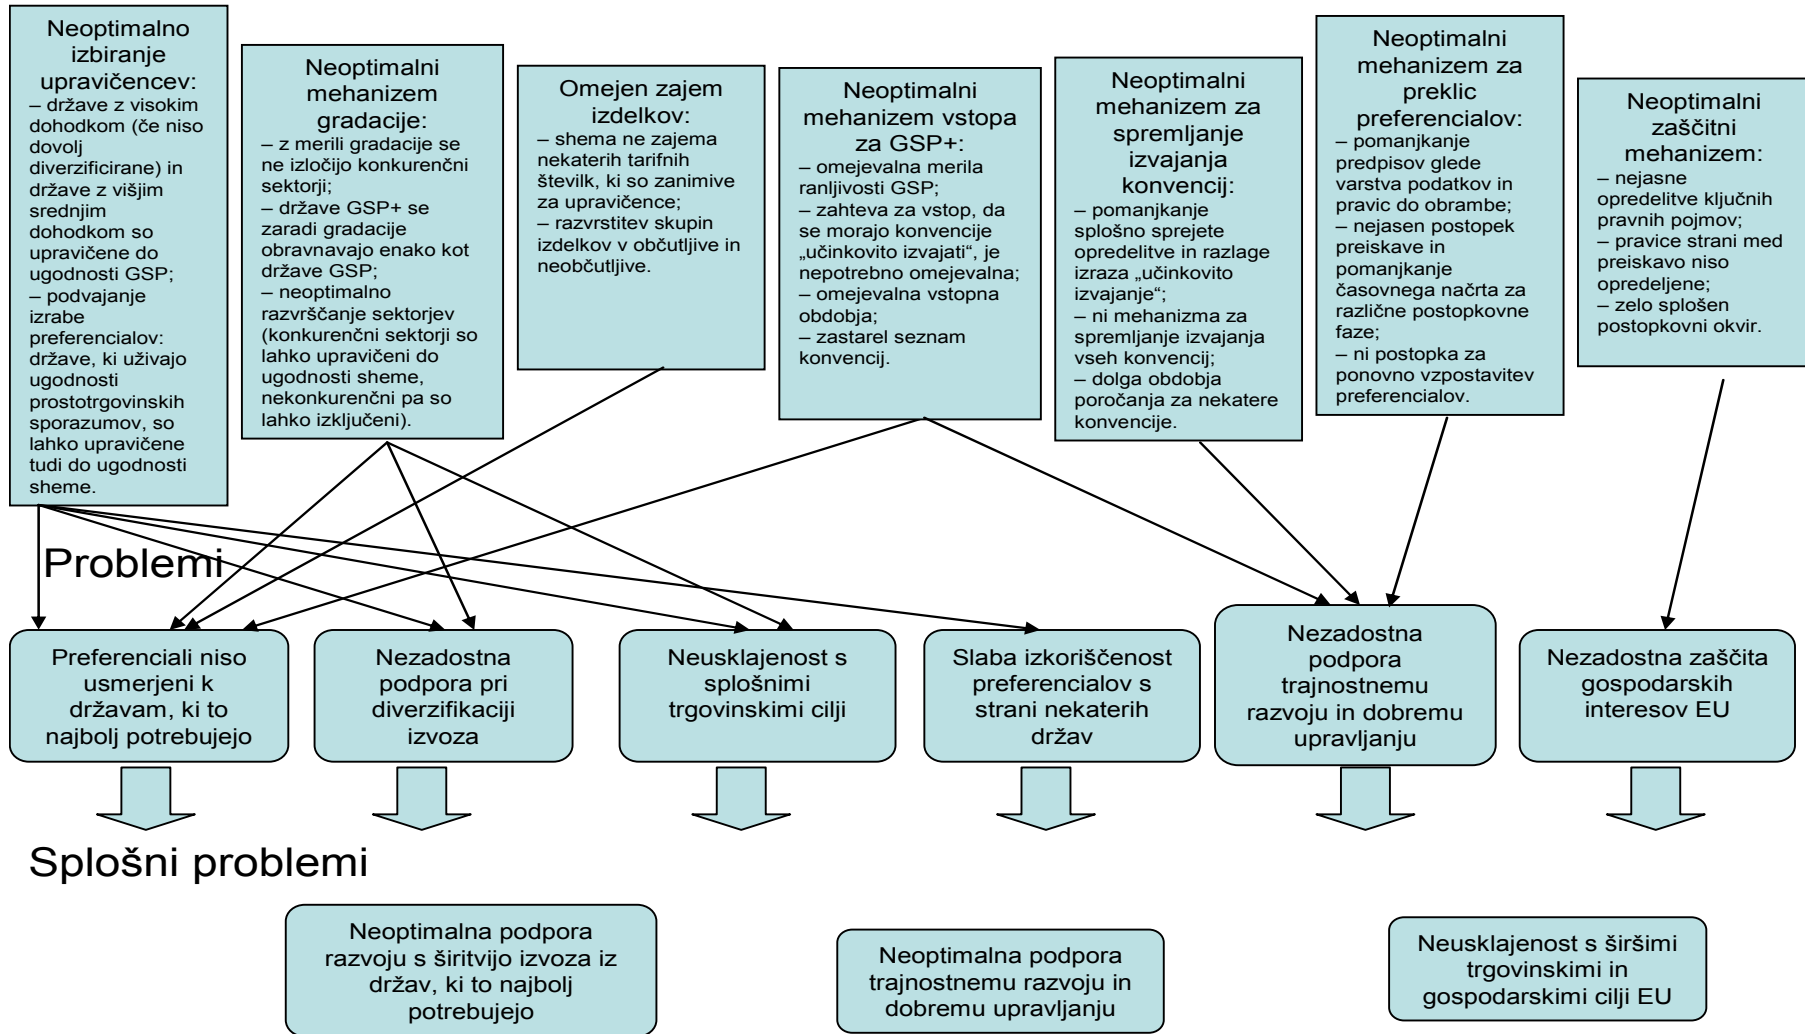 Neoptimalno
izbiranje
upravičencev:
– države z visokim
dohodkom (če niso
dovolj
diverzificirane) in
države z višjim
srednjim
dohodkom so
upravičene do
ugodnosti GSP;
– podvajanje
izrabe
preferencialov:
države, ki uživajo
ugodnosti
prostotrgovinskih
sporazumov, so
lahko upravičene
tudi do ugodnosti
sheme.
Neoptimalni
mehanizem
gradacije:
– z merili gradacije se
ne izločijo konkurenčni
sektorji;
– države GSP+ se
zaradi gradacije
obravnavajo enako kot
države GSP;
– neoptimalno
razvrščanje sektorjev
(konkurenčni sektorji so
lahko upravičeni do
ugodnosti sheme,
nekonkurenčni pa so
lahko izključeni).
Omejen zajem
izdelkov:
– shema ne zajema
nekaterih tarifnih
številk, ki so zanimive
za upravičence;
– razvrstitev skupin
izdelkov v občutljive in
neobčutljive.
Neoptimalni
mehanizem vstopa
za GSP+:
– omejevalna merila
ranljivosti GSP;
– zahteva za vstop, da
se morajo konvencije
„učinkovito izvajati“, je
nepotrebno omejevalna;
– omejevalna vstopna
obdobja;
– zastarel seznam
konvencij.
Neoptimalni
mehanizem za
spremljanje
izvajanja
konvencij:
– pomanjkanje
splošno sprejete
opredelitve in razlage
izraza „učinkovito
izvajanje“;
– ni mehanizma za
spremljanje izvajanja
vseh konvencij;
– dolga obdobja
poročanja za nekatere
konvencije.
Neoptimalni
mehanizem za
preklic
preferencialov:
– pomanjkanje
predpisov glede
varstva podatkov in
pravic do obrambe;
– nejasen postopek
preiskave in
pomanjkanje
časovnega načrta za
različne postopkovne
faze;
– ni postopka za
ponovno vzpostavitev
preferencialov.
Neoptimalni
zaščitni
mehanizem:
– nejasne
opredelitve ključnih
pravnih pojmov;
– pravice strani med
preiskavo niso
opredeljene;
– zelo splošen
postopkovni okvir.
Problemi
Preferenciali niso
usmerjeni k
državam, ki to
najbolj potrebujejo
Nezadostna
podpora pri
diverzifikaciji
izvoza
Neusklajenost s
splošnimi
trgovinskimi cilji
Slaba izkoriščenost
preferencialov s
strani nekaterih
držav
Nezadostna
podpora
trajnostnemu
razvoju in dobremu
upravljanju
Nezadostna zaščita
gospodarskih
interesov EU
Splošni problemi
Neoptimalna podpora
razvoju s širitvijo izvoza iz
držav, ki to najbolj
potrebujejo
Neoptimalna podpora
trajnostnemu razvoju in
dobremu upravljanju
Neusklajenost s širšimi
trgovinskimi in
gospodarskimi cilji EU